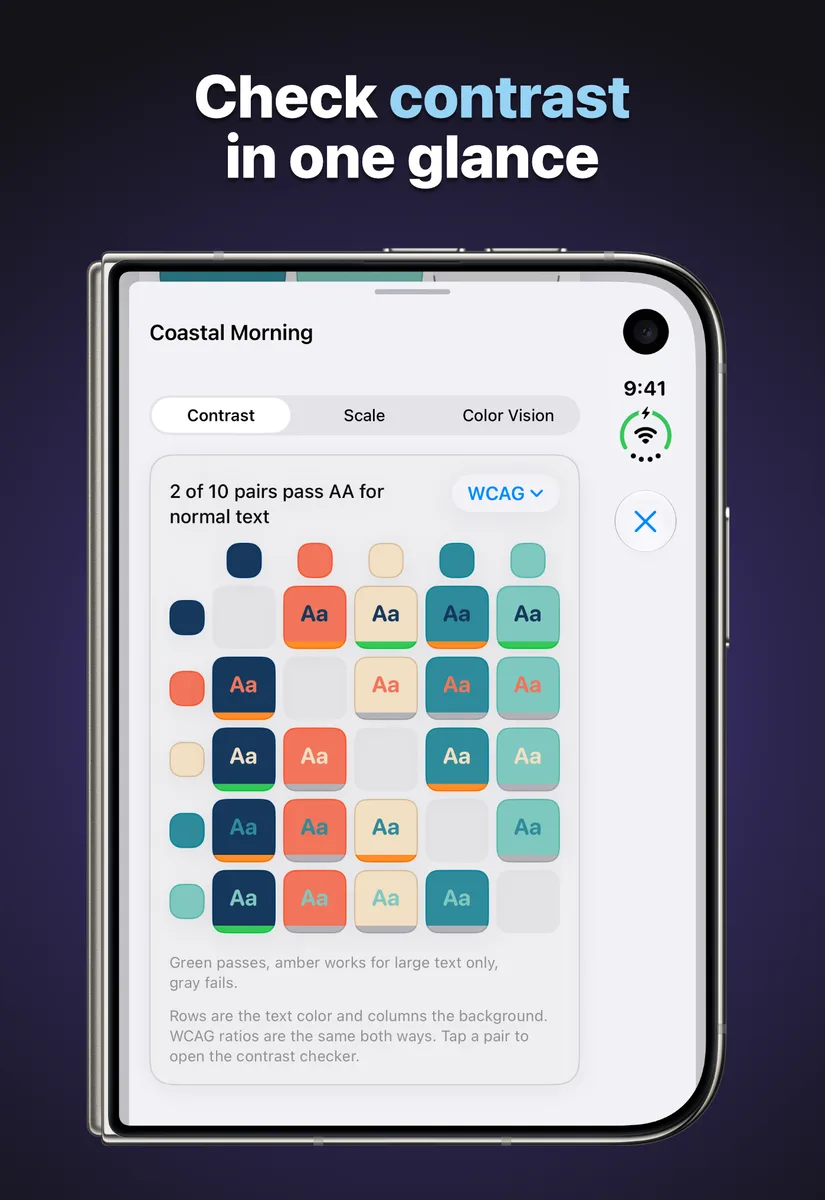 Check contrast
in one glance
Coastal Morning
9:41
Contrast Scale Color Vision
2 of 10 pairs pass AA for
normal text
WCAG
Aa Aa Aa Aa
Aa Aa Aa Aa
Aa Aa Aa Aa
Aa Aa Aa Aa
Aa Aa Aa Aa
Green passes, amber works for large text only,
gray fails.
Rows are the text color and columns the background.
WCAG ratios are the same both ways. Tap a pair to
open the contrast checker.